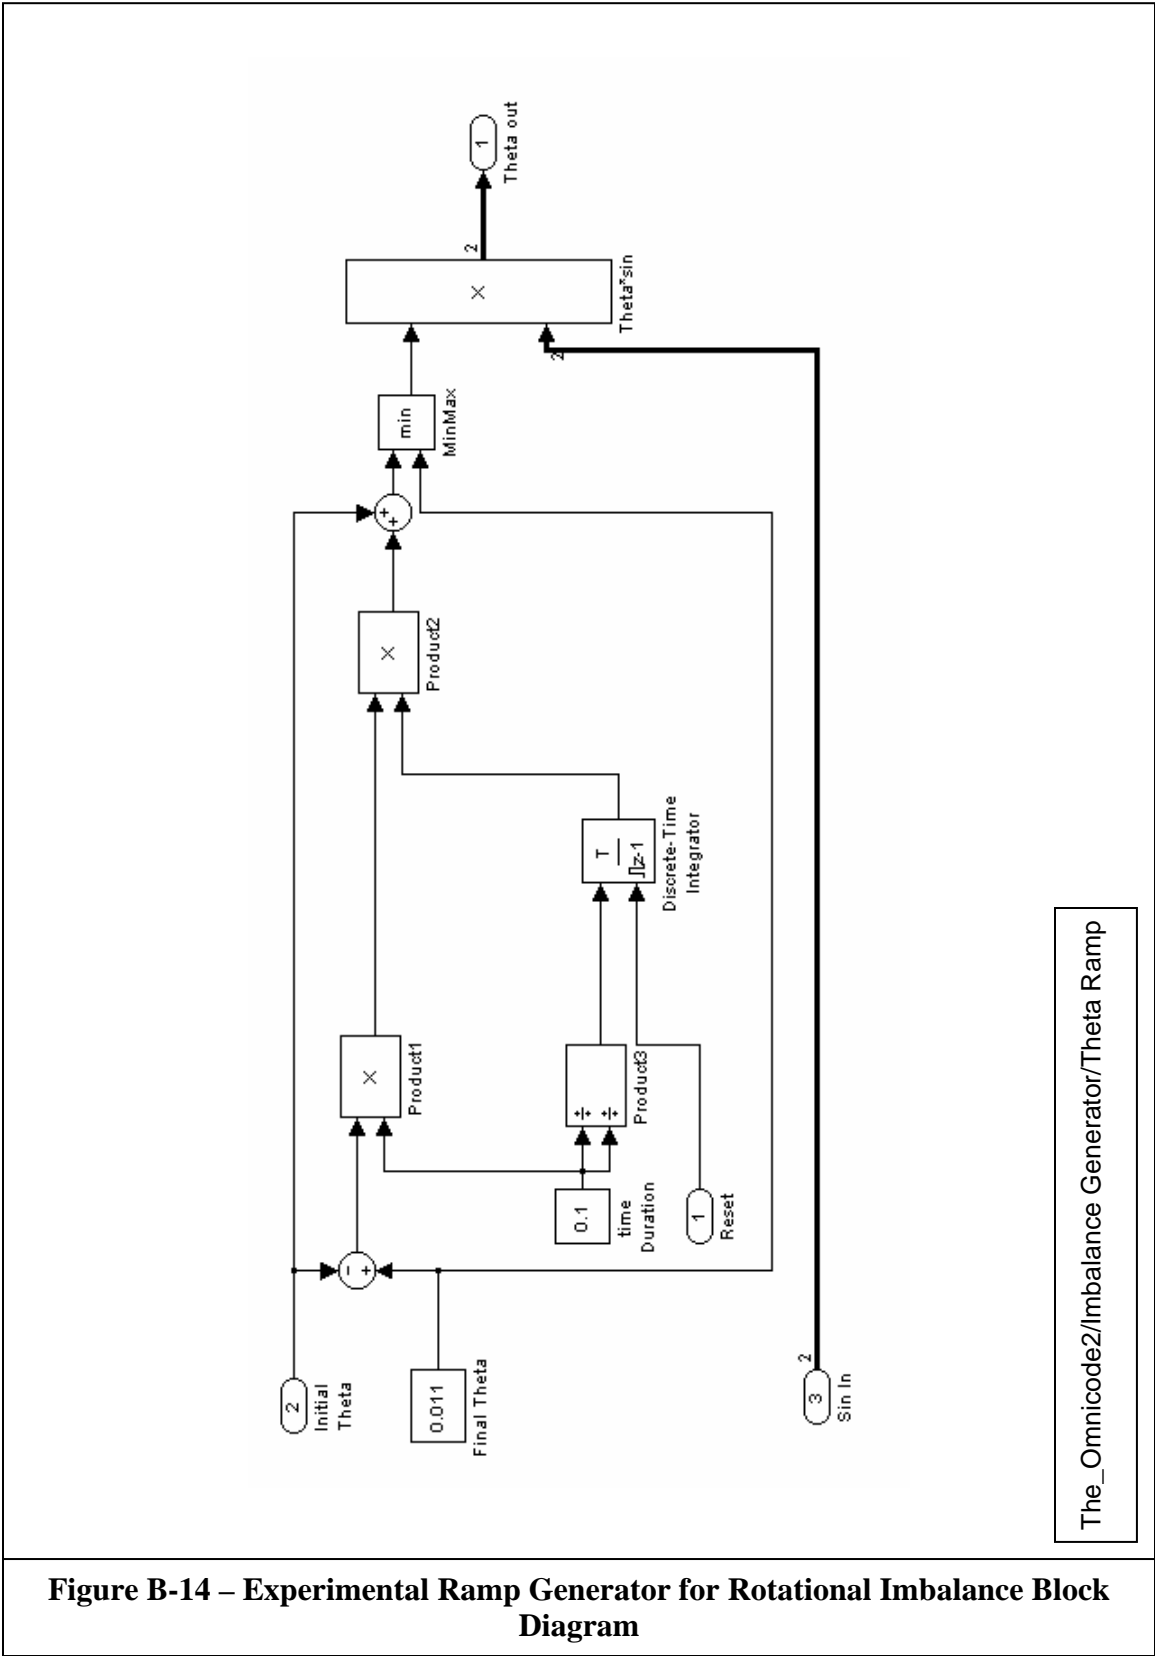 2
Initial
Theta
0.011
Final Theta
−
+
×
Product1
0.1
time
Duration
÷
÷
Product3
1
Reset
T
z-1
Discrete-Time
Integrator
×
Product2
+
+
min
MinMax
3
Sin In
2
2
×
Theta*sin
2
1
Theta out
The_Omnicode2/Imbalance Generator/Theta Ramp
Figure B-14 – Experimental Ramp Generator for Rotational Imbalance Block
Diagram